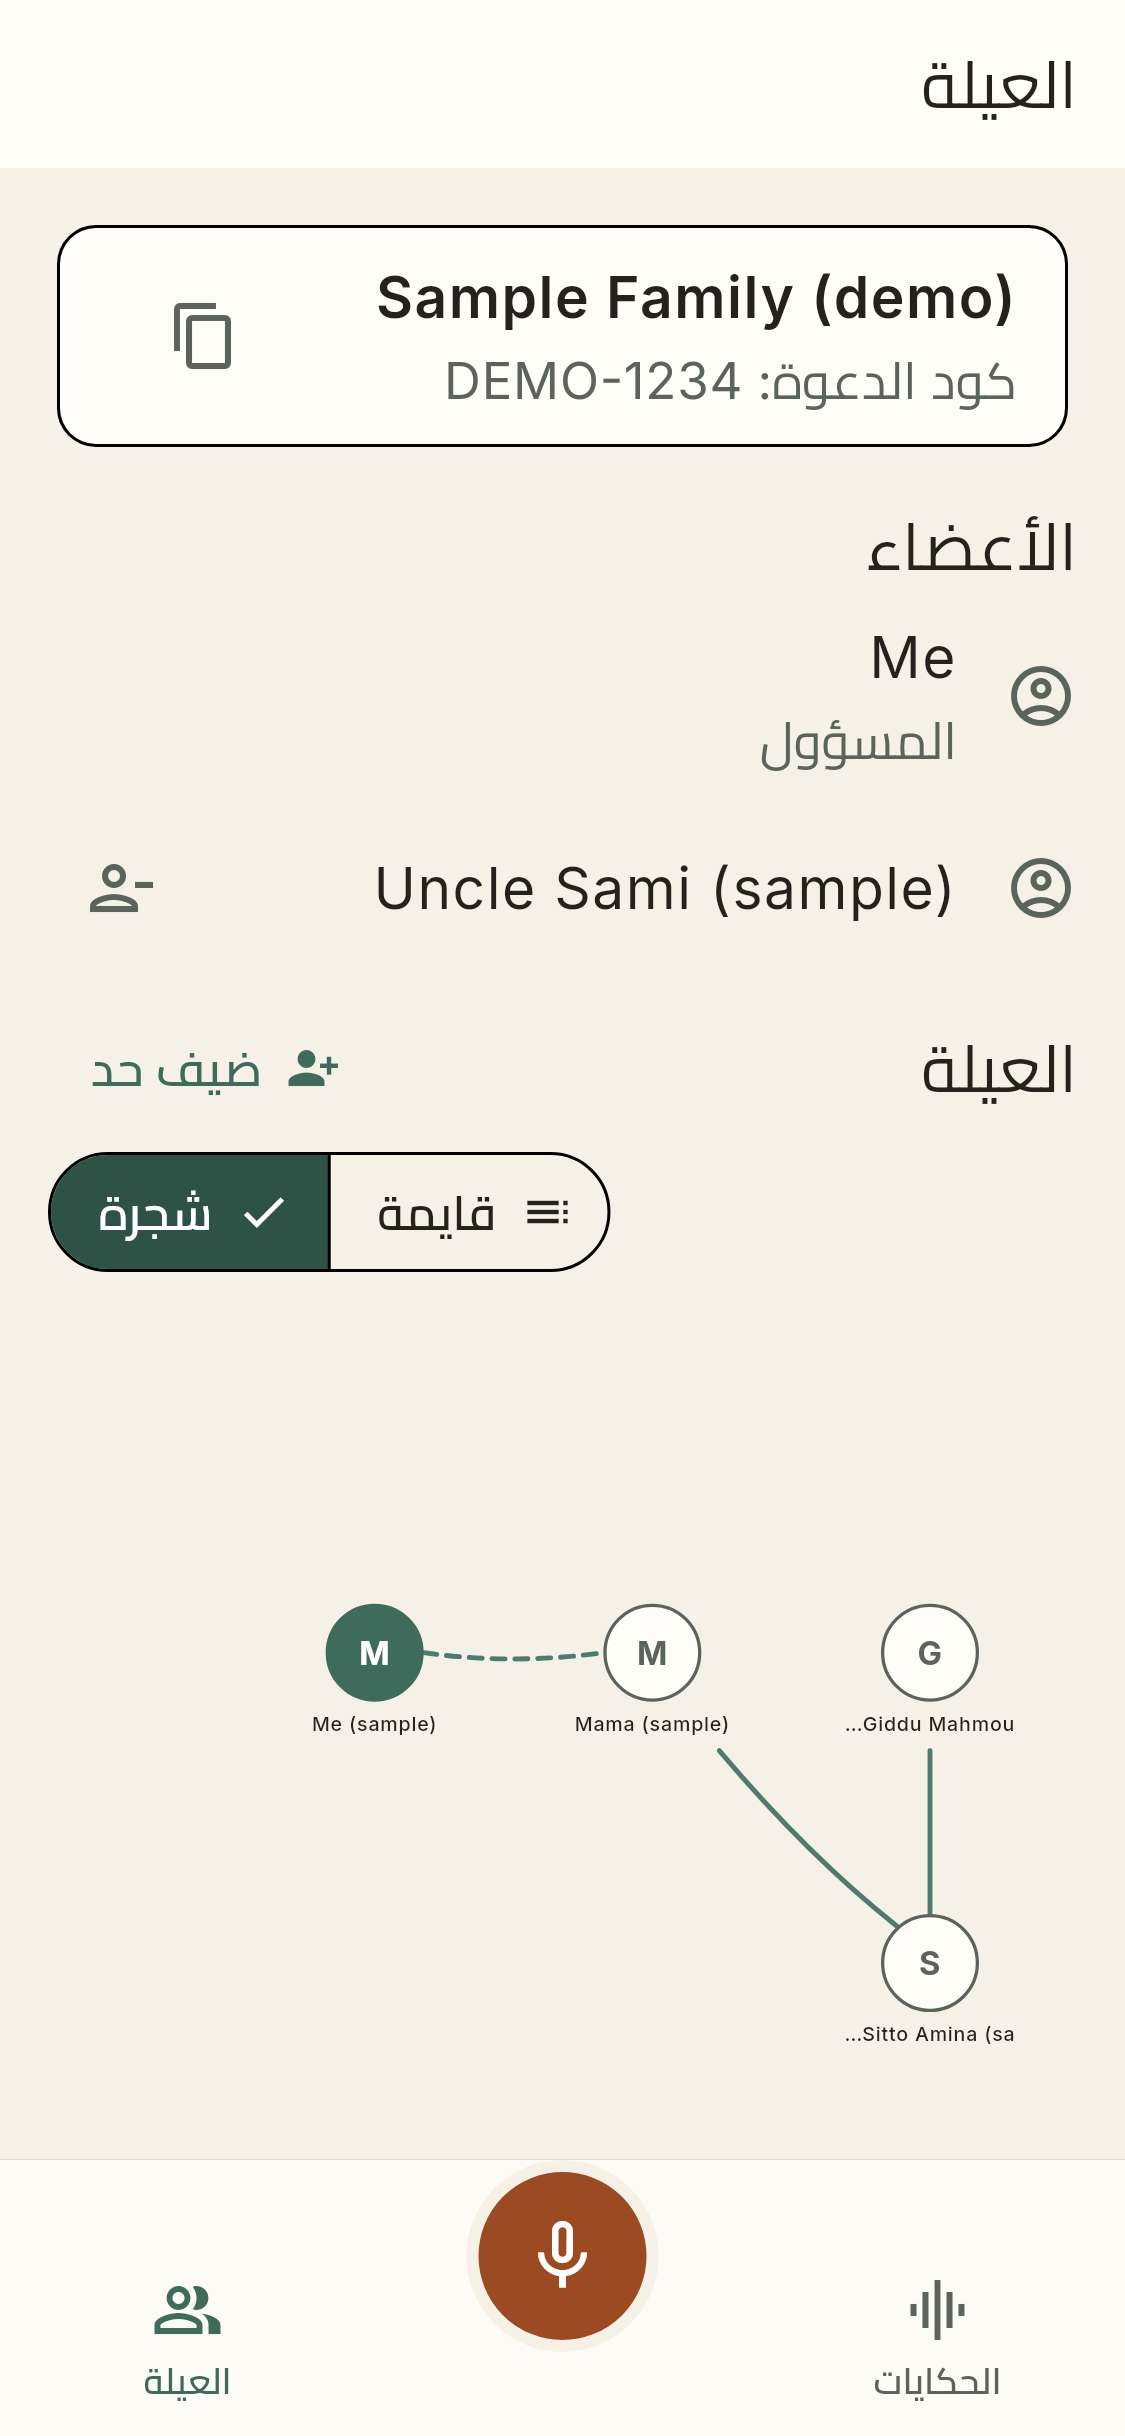 العيلة
Sample Family (demo)
كود الدعوة: DEMO-1234
الأعضاء
Me
المسؤول
Uncle Sami (sample)
العيلة
ضيف حد
قايمة
شجرة
G
M
M
Giddu Mahmou...
Mama (sample)
Me (sample)
S
Sitto Amina (sa...
الحكايات
العيلة